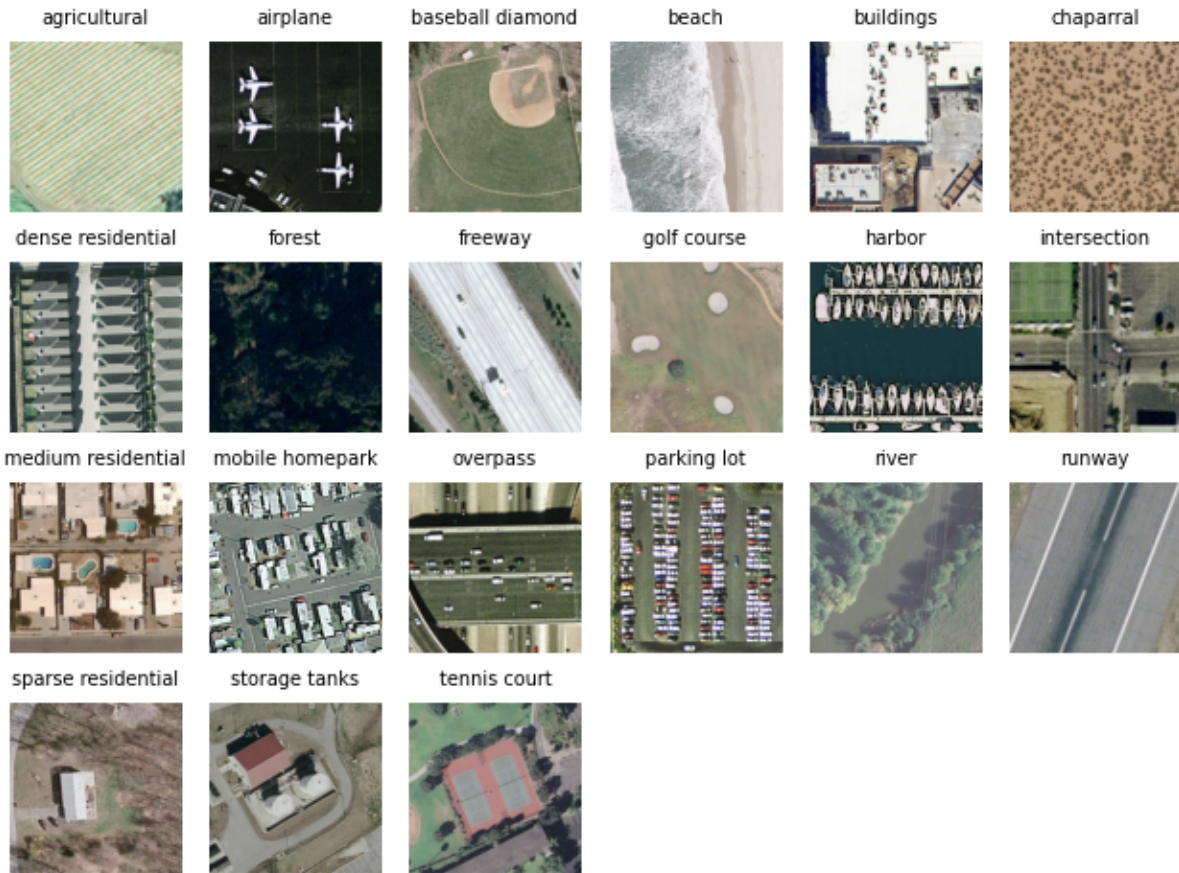 agricultural
airplane
baseball diamond
beach
buildings
chaparral
dense residential
forest
freeway
golf course
harbor
intersection
medium residential
mobile homepark
overpass
parking lot
river
runway
sparse residential
storage tanks
tennis court